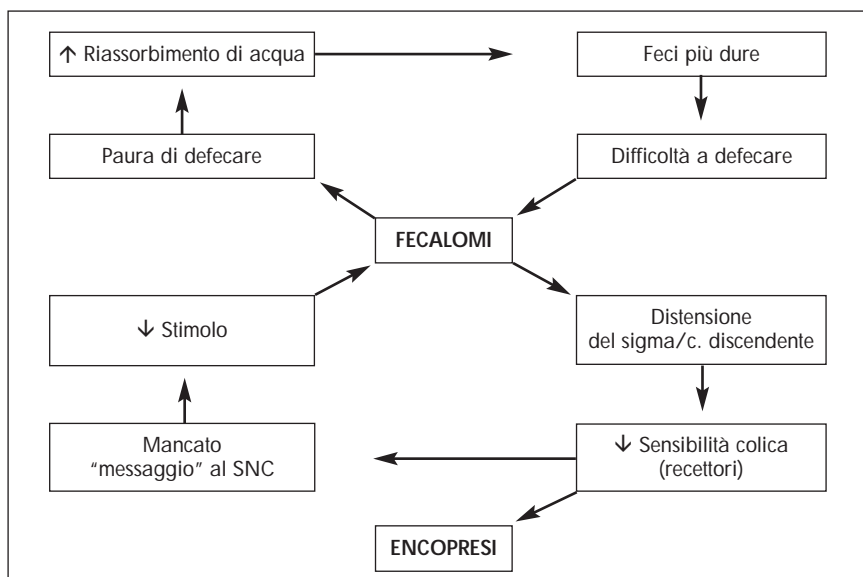 ↑ Riassorbimento di acqua
Feci più dure
Paura di defecare
Difficoltà a defecare
FECALOMI
↓ Stimolo
Distensione
del sigma/c. discendente
Mancato
“messaggio” al SNC
↓ Sensibilità colica
(recettori)
ENCOPRESI